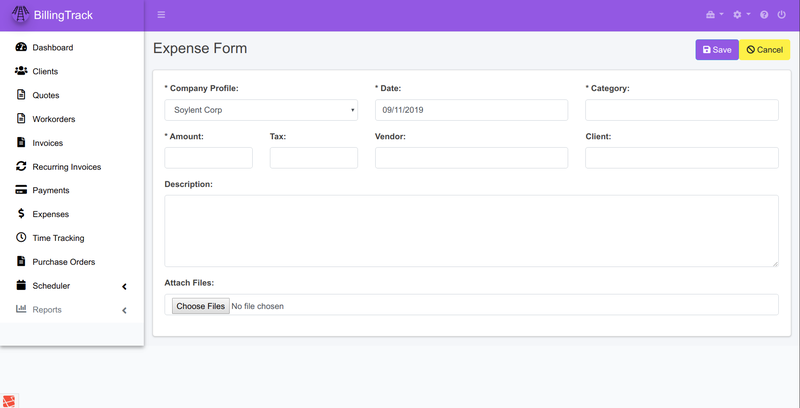 BillingTrack
Dashboard
Clients
Quotes
Workorders
Invoices
Recurring Invoices
Payments
Expenses
Time Tracking
Purchase Orders
Scheduler
Reports
Expense Form
Save
Cancel
* Company Profile:
* Date:
* Category:
Soylent Corp
09/11/2019
* Amount:
Tax:
Vendor:
Client:
Description:
Attach Files:
Choose Files No file chosen